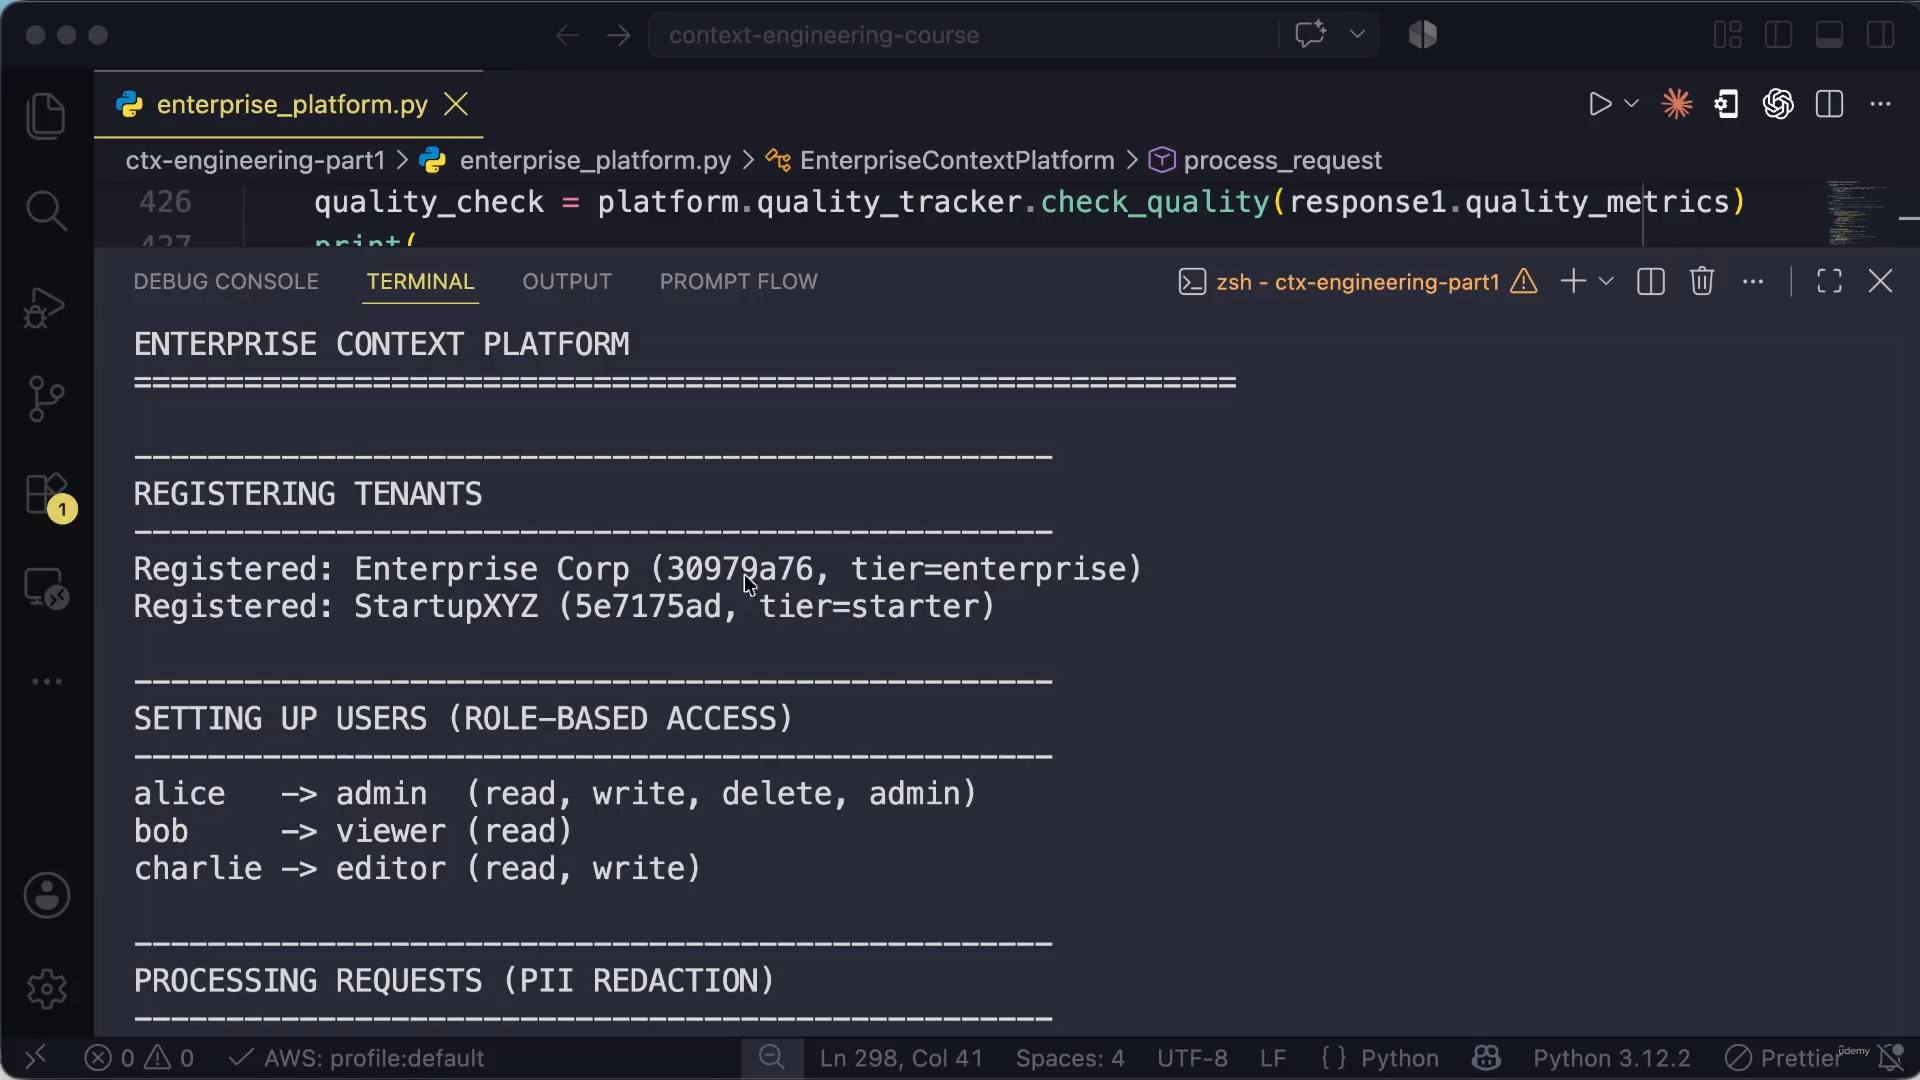 context-engineering-course
enterprise_platform.py
ctx-engineering-part1 > enterprise_platform.py > EnterpriseContextPlatform > process_request
426 quality_check = platform.quality_tracker.check_quality(response1.quality_metrics)
427 print(
DEBUG CONSOLE TERMINAL OUTPUT PROMPT FLOW zsh - ctx-engineering-part1
ENTERPRISE CONTEXT PLATFORM
============================================================
--------------------------------------------------
REGISTERING TENANTS
--------------------------------------------------
Registered: Enterprise Corp (30979a76, tier=enterprise)
Registered: StartupXYZ (5e7175ad, tier=starter)
--------------------------------------------------
SETTING UP USERS (ROLE-BASED ACCESS)
--------------------------------------------------
alice   -> admin  (read, write, delete, admin)
bob     -> viewer (read)
charlie -> editor (read, write)
--------------------------------------------------
PROCESSING REQUESTS (PII REDACTION)
--------------------------------------------------
1
0 0 AWS: profile:default Ln 298, Col 41 Spaces: 4 UTF-8 LF {} Python Python 3.12.2 Prettier
udemy